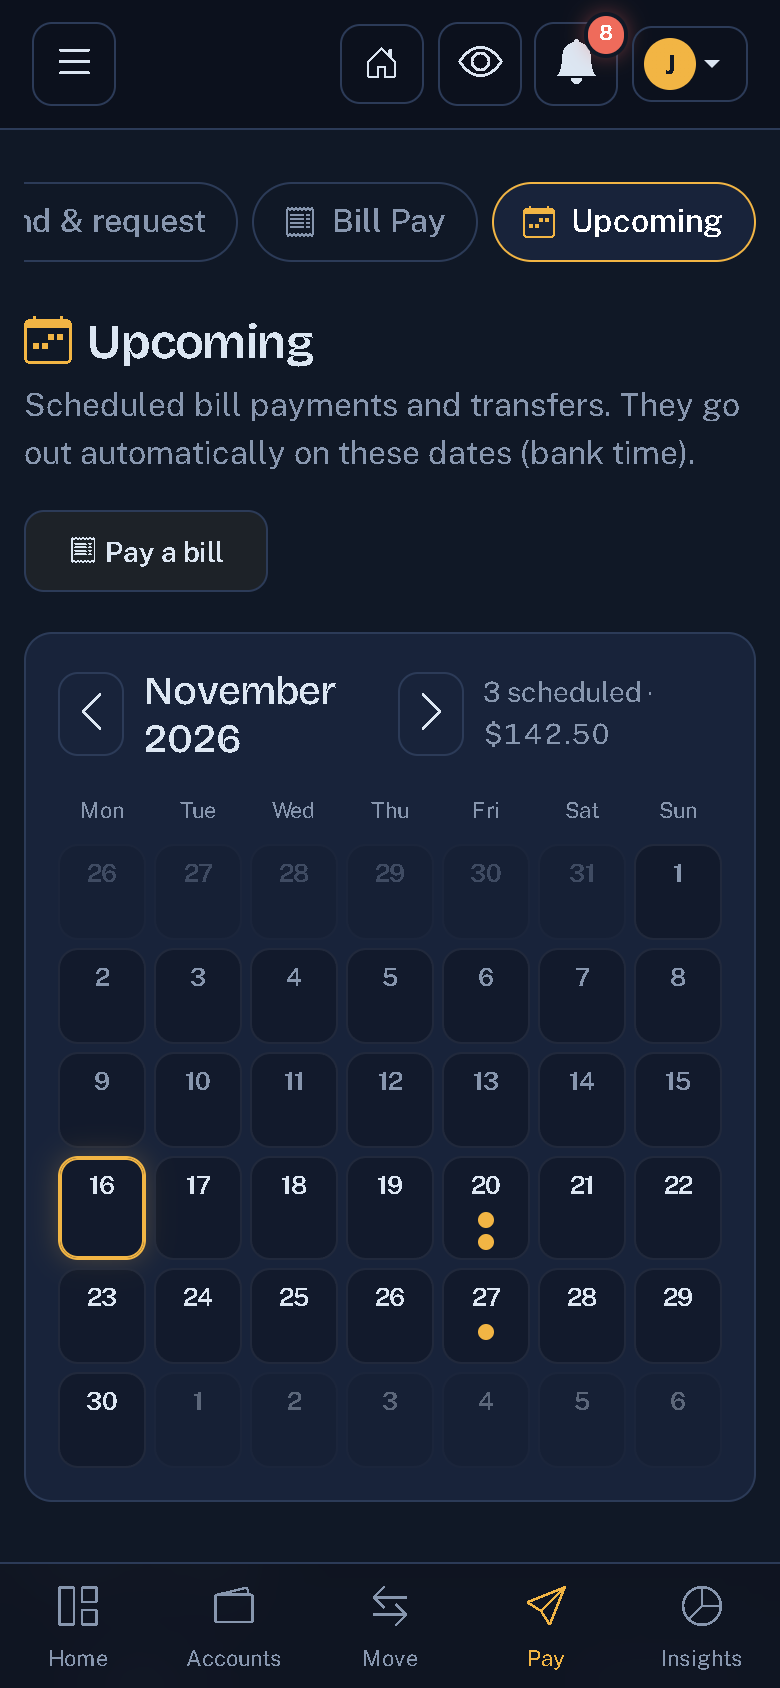 8
J
nd & request
Bill Pay
Upcoming
Upcoming
Scheduled bill payments and transfers. They go
out automatically on these dates (bank time).
Pay a bill
November
2026
3 scheduled ·
$142.50
Mon Tue Wed Thu Fri Sat Sun
26 27 28 29 30 31 1
2 3 4 5 6 7 8
9 10 11 12 13 14 15
16 17 18 19 20 21 22
23 24 25 26 27 28 29
30 1 2 3 4 5 6
Home Accounts Move Pay Insights